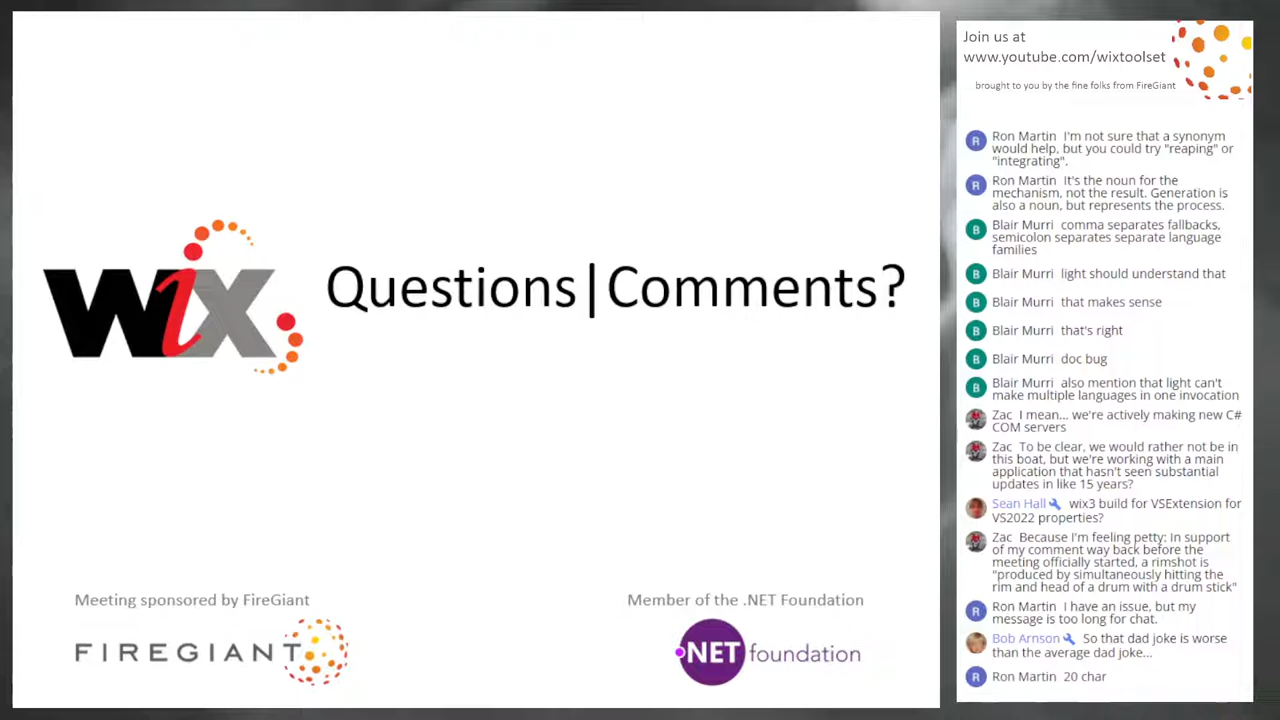 WiX
Questions|Comments?
Meeting sponsored by FireGiant
FIREGIANT
Member of the .NET Foundation
.NET foundation
Join us at
www.youtube.com/wixtoolset
brought to you by the fine folks from FireGiant
R Ron Martin I'm not sure that a synonym
would help, but you could try "reaping" or
"integrating".
R Ron Martin It's the noun for the
mechanism, not the result. Generation is
also a noun, but represents the process.
B Blair Murri comma separates fallbacks,
semicolon separates separate language
families
B Blair Murri light should understand that
B Blair Murri that makes sense
B Blair Murri that's right
B Blair Murri doc bug
B Blair Murri also mention that light can't
make multiple languages in one invocation
Zac I mean... we're actively making new C#
COM servers
Zac To be clear, we would rather not be in
this boat, but we're working with a main
application that hasn't seen substantial
updates in like 15 years?
Sean Hall wix3 build for VSExtension for
VS2022 properties?
Zac Because I'm feeling petty: In support
of my comment way back before the
meeting officially started, a rimshot is
"produced by simultaneously hitting the
rim and head of a drum with a drum stick"
R Ron Martin I have an issue, but my
message is too long for chat.
Bob Arnson So that dad joke is worse
than the average dad joke...
R Ron Martin 20 char